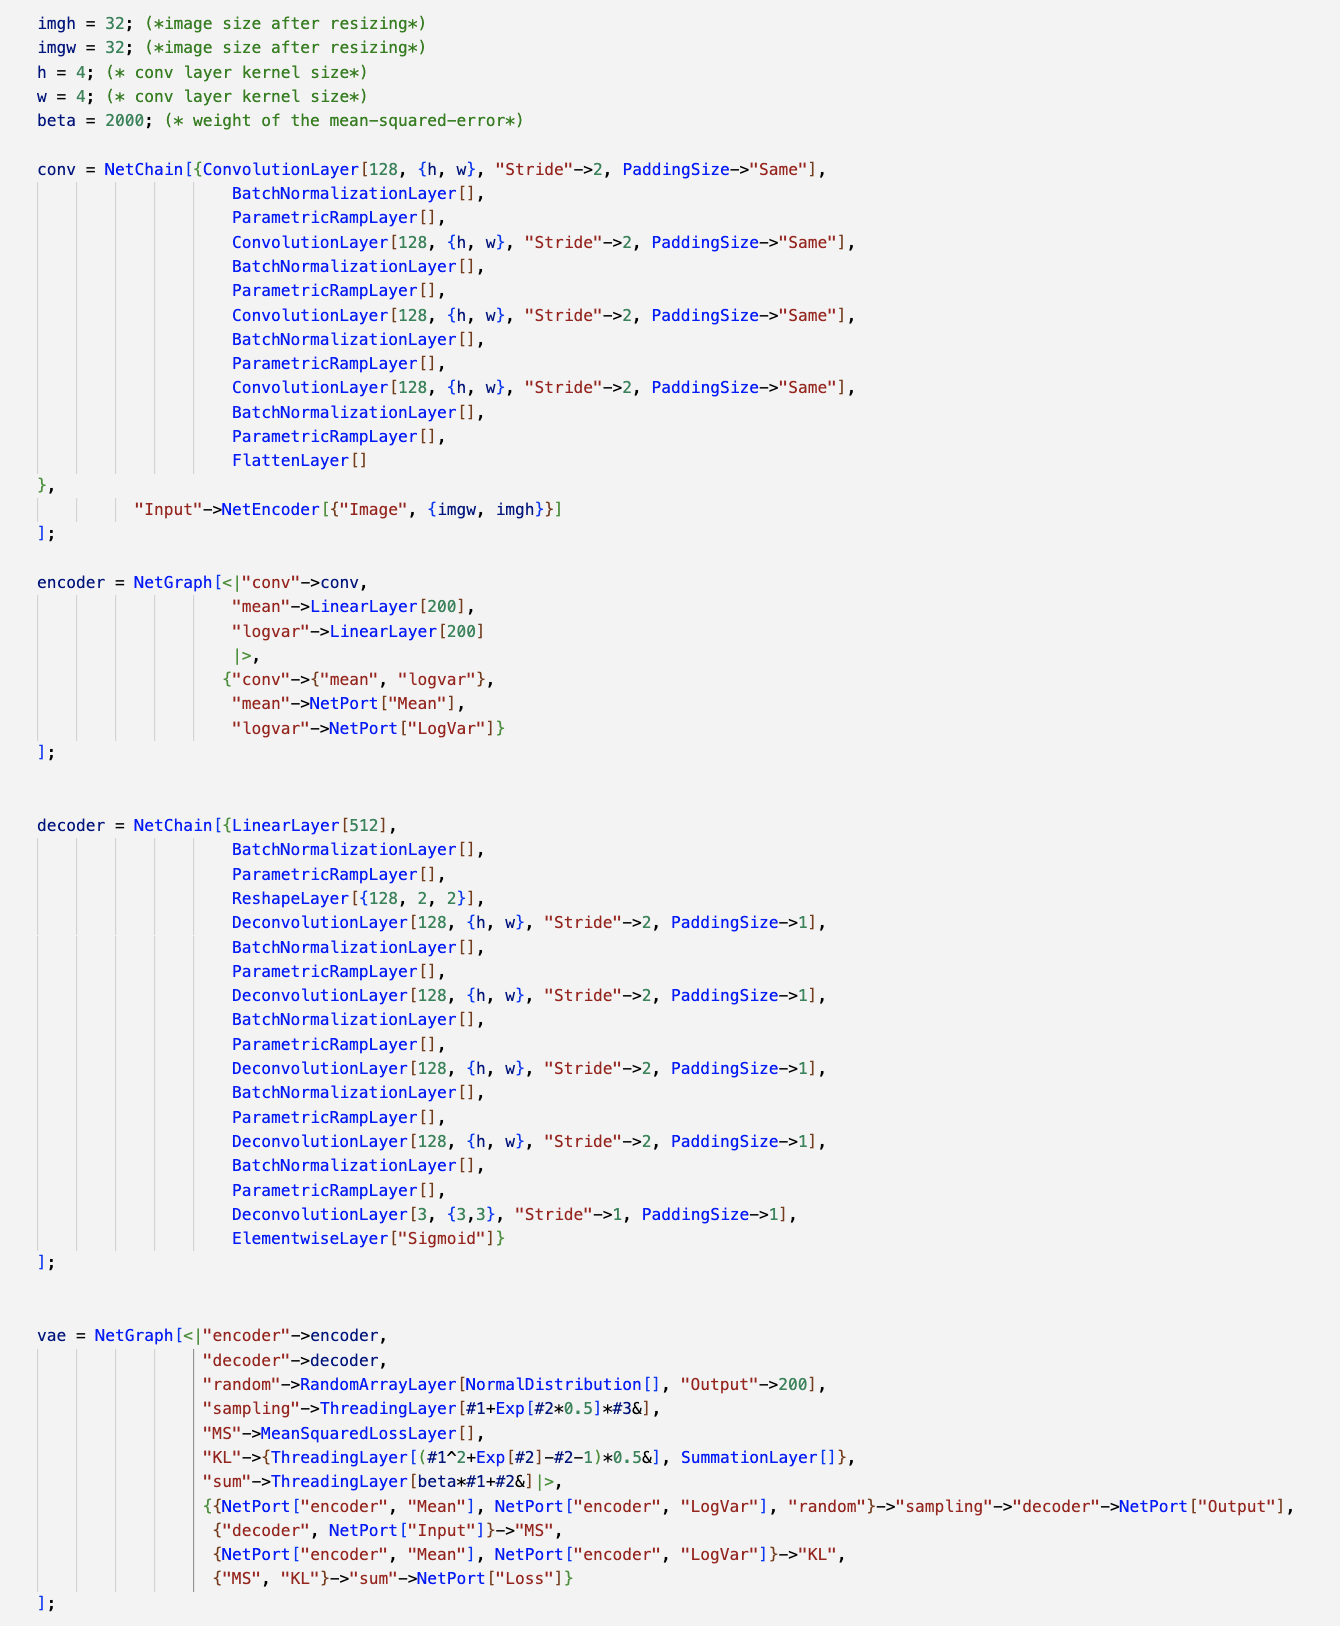 imgh = 32; (*image size after resizing*)
imgw = 32; (*image size after resizing*)
h = 4; (* conv layer kernel size*)
w = 4; (* conv layer kernel size*)
beta = 2000; (* weight of the mean-squared-error*)
conv = NetChain[{ConvolutionLayer[128, {h, w}, "Stride"->2, PaddingSize->"Same"],
BatchNormalizationLayer[],
ParametricRampLayer[],
ConvolutionLayer[128, {h, w}, "Stride"->2, PaddingSize->"Same"],
BatchNormalizationLayer[],
ParametricRampLayer[],
ConvolutionLayer[128, {h, w}, "Stride"->2, PaddingSize->"Same"],
BatchNormalizationLayer[],
ParametricRampLayer[],
ConvolutionLayer[128, {h, w}, "Stride"->2, PaddingSize->"Same"],
BatchNormalizationLayer[],
ParametricRampLayer[],
FlattenLayer[]
},
"Input"->NetEncoder[{"Image", {imgw, imgh}}]
];
encoder = NetGraph[<|"conv"->conv,
"mean"->LinearLayer[200],
"logvar"->LinearLayer[200]
|>,
{"conv"->{"mean", "logvar"},
"mean"->NetPort["Mean"],
"logvar"->NetPort["LogVar"]}
];
decoder = NetChain[{LinearLayer[512],
BatchNormalizationLayer[],
ParametricRampLayer[],
ReshapeLayer[{128, 2, 2}],
DeconvolutionLayer[128, {h, w}, "Stride"->2, PaddingSize->1],
BatchNormalizationLayer[],
ParametricRampLayer[],
DeconvolutionLayer[128, {h, w}, "Stride"->2, PaddingSize->1],
BatchNormalizationLayer[],
ParametricRampLayer[],
DeconvolutionLayer[128, {h, w}, "Stride"->2, PaddingSize->1],
BatchNormalizationLayer[],
ParametricRampLayer[],
DeconvolutionLayer[128, {h, w}, "Stride"->2, PaddingSize->1],
BatchNormalizationLayer[],
ParametricRampLayer[],
DeconvolutionLayer[3, {3,3}, "Stride"->1, PaddingSize->1],
ElementwiseLayer["Sigmoid"]}
];
vae = NetGraph[<|"encoder"->encoder,
"decoder"->decoder,
"random"->RandomArrayLayer[NormalDistribution[], "Output"->200],
"sampling"->ThreadingLayer[#1+Exp[#2*0.5]*#3&],
"MS"->MeanSquaredLossLayer[],
"KL"->{ThreadingLayer[(#1^2+Exp[#2]-#2-1)*0.5&], SummationLayer[]},
"sum"->ThreadingLayer[beta*#1+#2&]|>,
{{NetPort["encoder", "Mean"], NetPort["encoder", "LogVar"], "random"}->"sampling"->"decoder"->NetPort["Output"],
{"decoder", NetPort["Input"]}->"MS",
{NetPort["encoder", "Mean"], NetPort["encoder", "LogVar"]}->"KL",
{"MS", "KL"}->"sum"->NetPort["Loss"]}
];